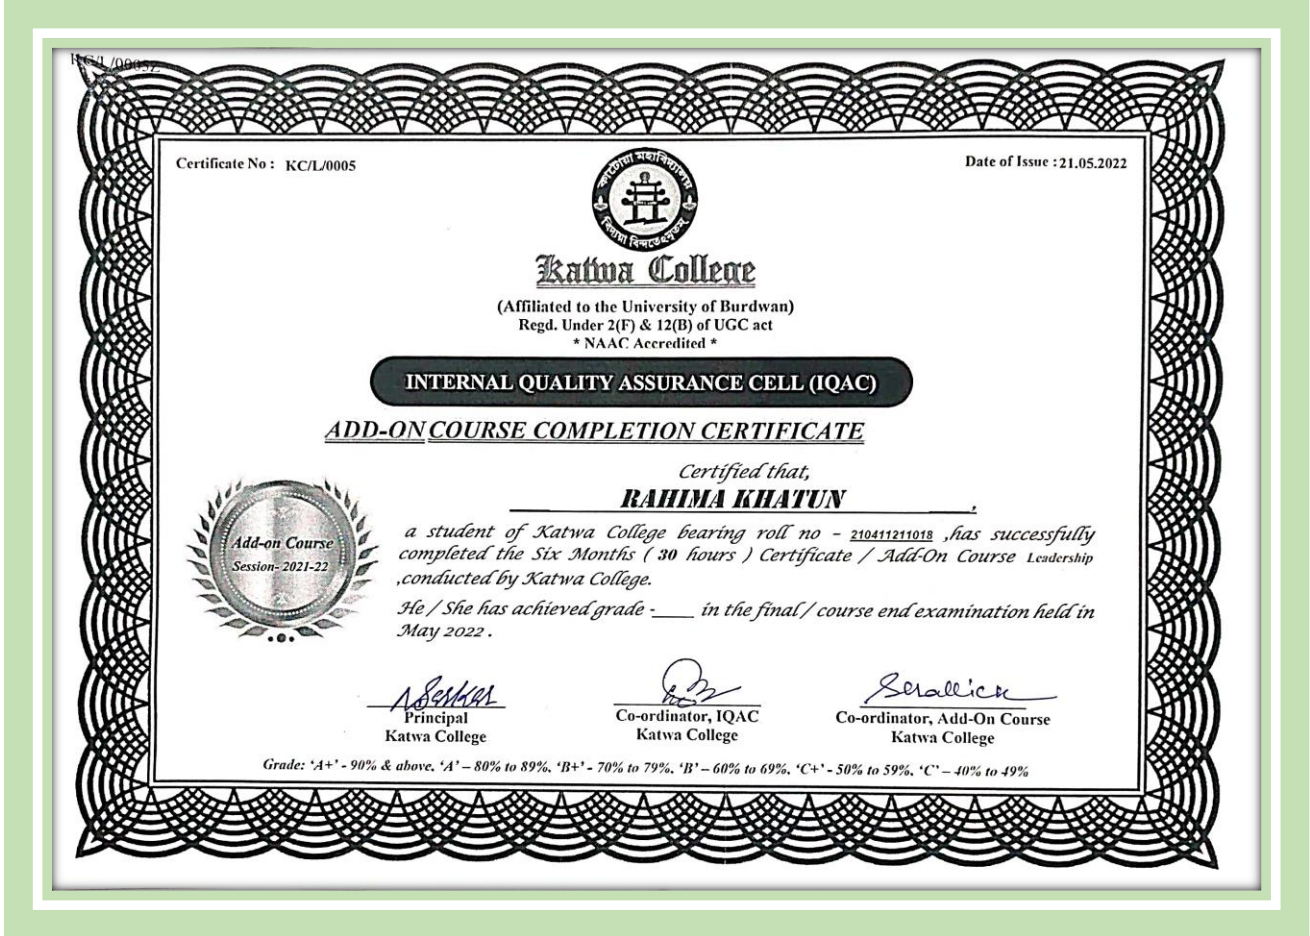 KC/L/0005
Certificate No : KC/L/0005
Date of Issue : 21.05.2022
কাটোয়া মহাবিদ্যালয়
Katwa College
(Affiliated to the University of Burdwan)
Regd. Under 2(F) & 12(B) of UGC act
* NAAC Accredited *
INTERNAL QUALITY ASSURANCE CELL (IQAC)
ADD-ON COURSE COMPLETION CERTIFICATE
Certified that,
RAHIMA KHATUN ,
a student of Katwa College bearing roll no - 210411211018 ,has successfully
completed the Six Months ( 30 hours ) Certificate / Add-On Course Leadership
,conducted by Katwa College.
He / She has achieved grade -____ in the final / course end examination held in
May 2022 .
Add-on Course
Session- 2021-22
Principal
Katwa College
Co-ordinator, IQAC
Katwa College
Co-ordinator, Add-On Course
Katwa College
Grade: ‘A+’ - 90% & above, ‘A’ – 80% to 89%, ‘B+’ - 70% to 79%, ‘B’ – 60% to 69%, ‘C+’ - 50% to 59%, ‘C’ – 40% to 49%